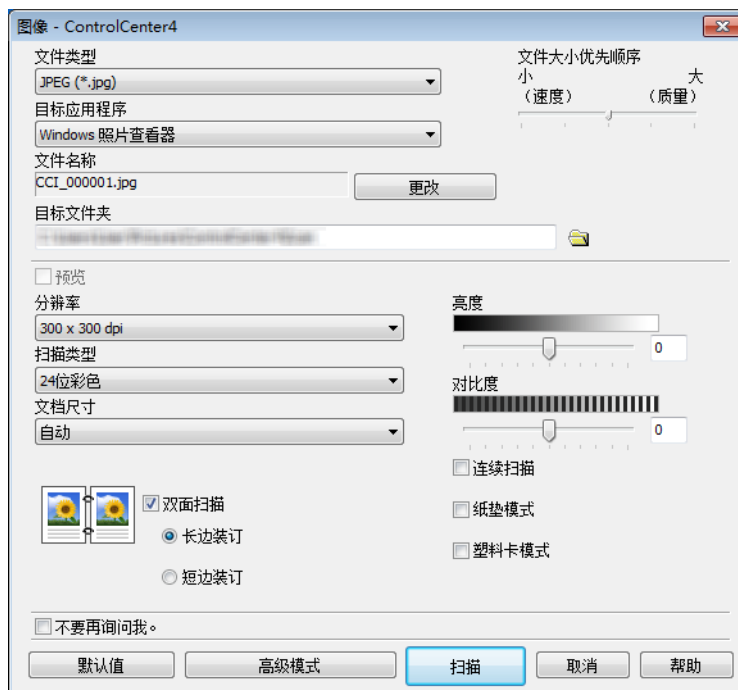 图像 - ControlCenter4
文件类型
JPEG (*.jpg)
目标应用程序
Windows 照片查看器
文件名称
CCI_000001.jpg
更改
目标文件夹
文件大小优先顺序
小 大
（速度） （质量）
预览
分辨率
300 x 300 dpi
扫描类型
24位彩色
文档尺寸
自动
亮度
0
对比度
0
双面扫描
长边装订
短边装订
连续扫描
纸垫模式
塑料卡模式
不要再询问我。
默认值 高级模式 扫描 取消 帮助